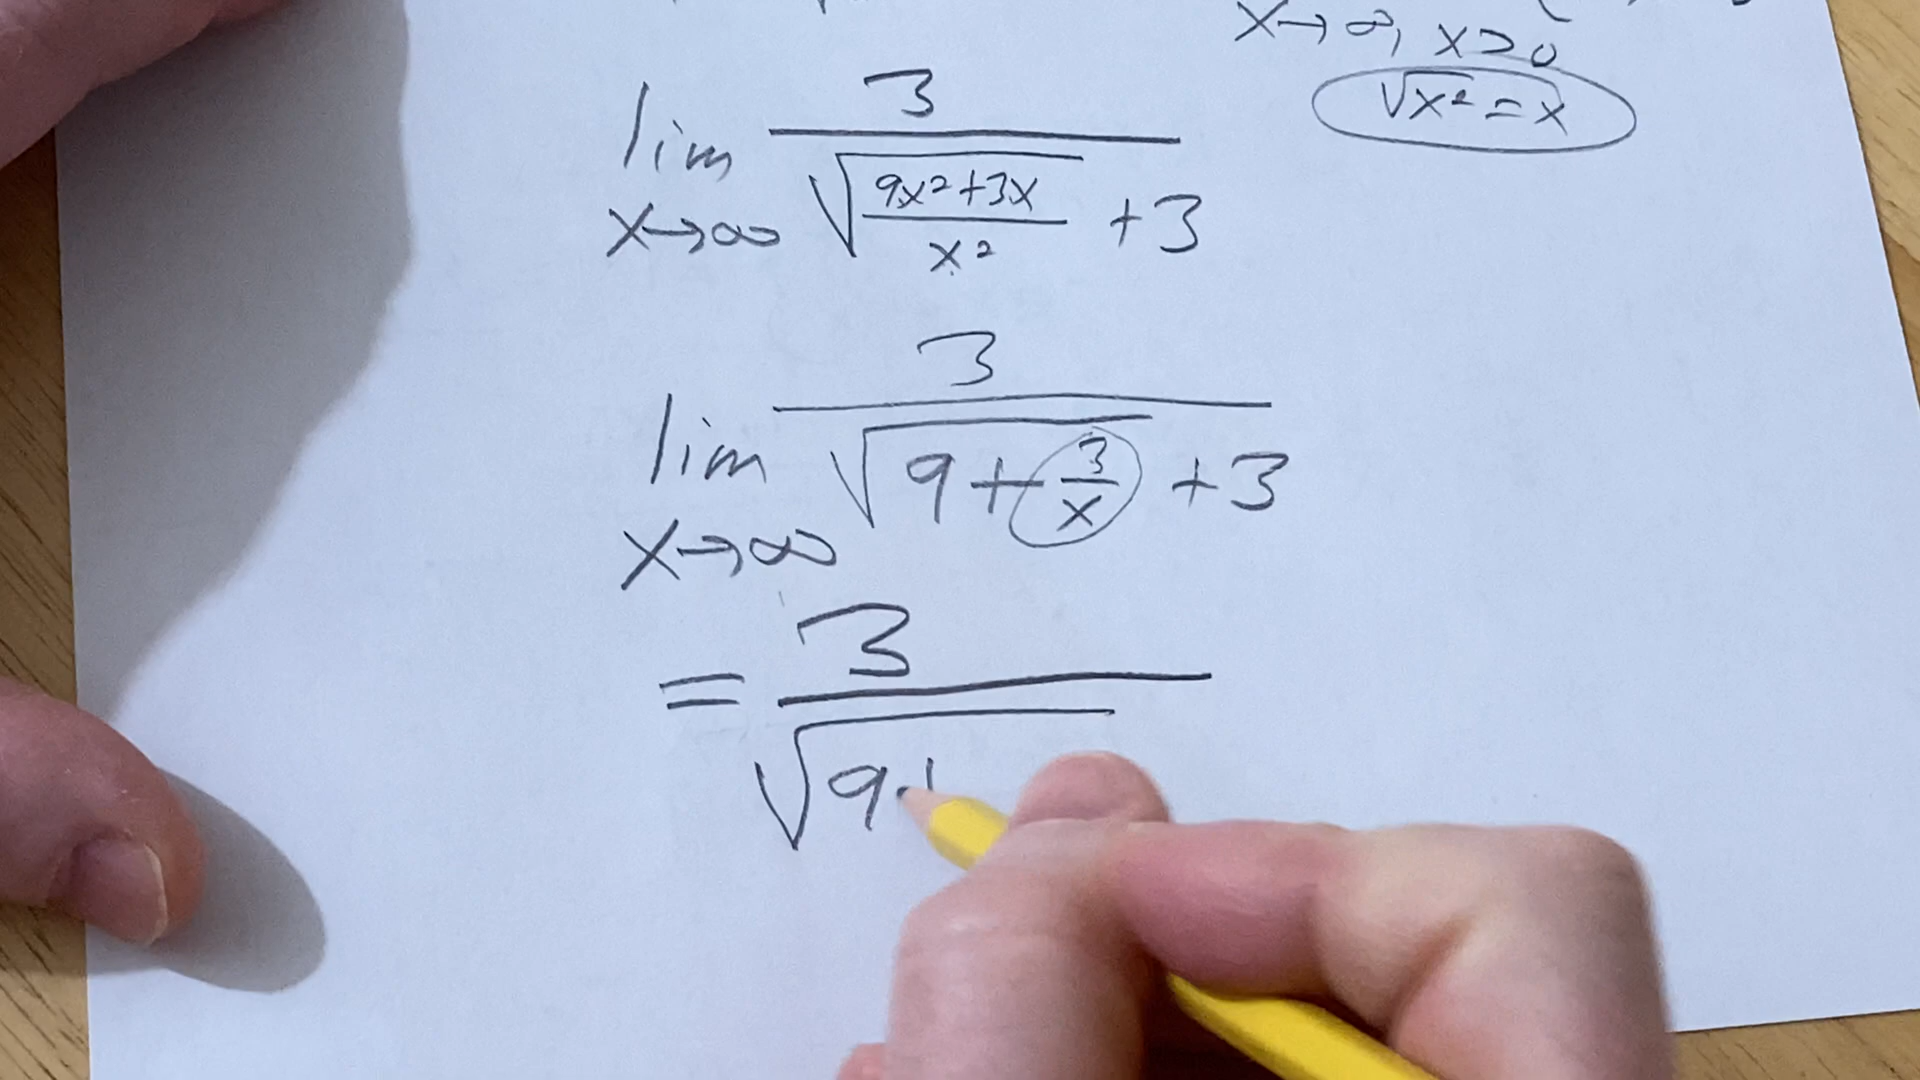 x→∞, x>0
√x² = x
lim x→∞ 3 / (√((9x²+3x)/x²) + 3)
lim x→∞ 3 / (√(9 + 3/x) + 3)
= 3 / √(9+